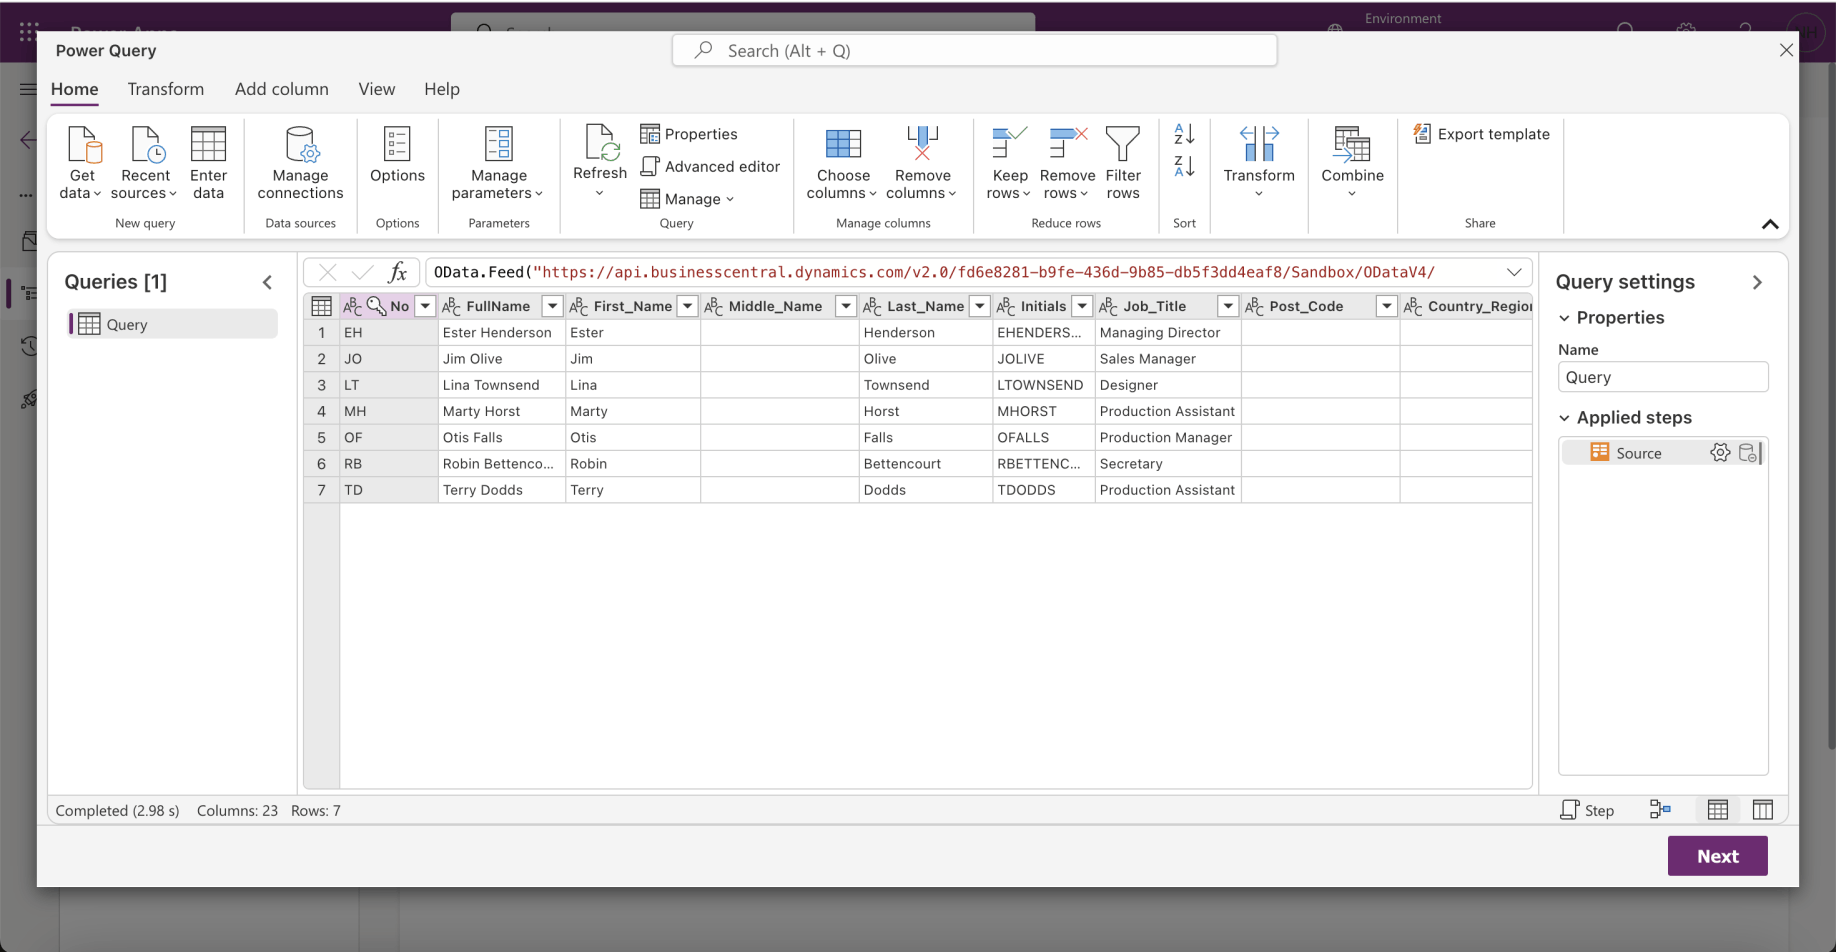 Environment
Power Query
Search (Alt + Q)
Home Transform Add column View Help
Get data
Recent sources
Enter data
New query
Manage connections
Data sources
Options
Options
Manage parameters
Parameters
Refresh
Properties
Advanced editor
Manage
Query
Choose columns
Remove columns
Manage columns
Keep rows
Remove rows
Filter rows
Reduce rows
Sort
Transform
Combine
Export template
Share
Queries [1]
Query
fx
OData.Feed("https://api.businesscentral.dynamics.com/v2.0/fd6e8281-b9fe-436d-9b85-db5f3dd4eaf8/Sandbox/ODataV4/
No FullName First_Name Middle_Name Last_Name Initials Job_Title Post_Code Country_Region
1 EH Ester Henderson Ester Henderson EHENDERS... Managing Director
2 JO Jim Olive Jim Olive JOLIVE Sales Manager
3 LT Lina Townsend Lina Townsend LTOWNSEND Designer
4 MH Marty Horst Marty Horst MHORST Production Assistant
5 OF Otis Falls Otis Falls OFALLS Production Manager
6 RB Robin Bettenco... Robin Bettencourt RBETTENC... Secretary
7 TD Terry Dodds Terry Dodds TDODDS Production Assistant
Query settings
Properties
Name
Query
Applied steps
Source
Completed (2.98 s) Columns: 23 Rows: 7
Step
Next